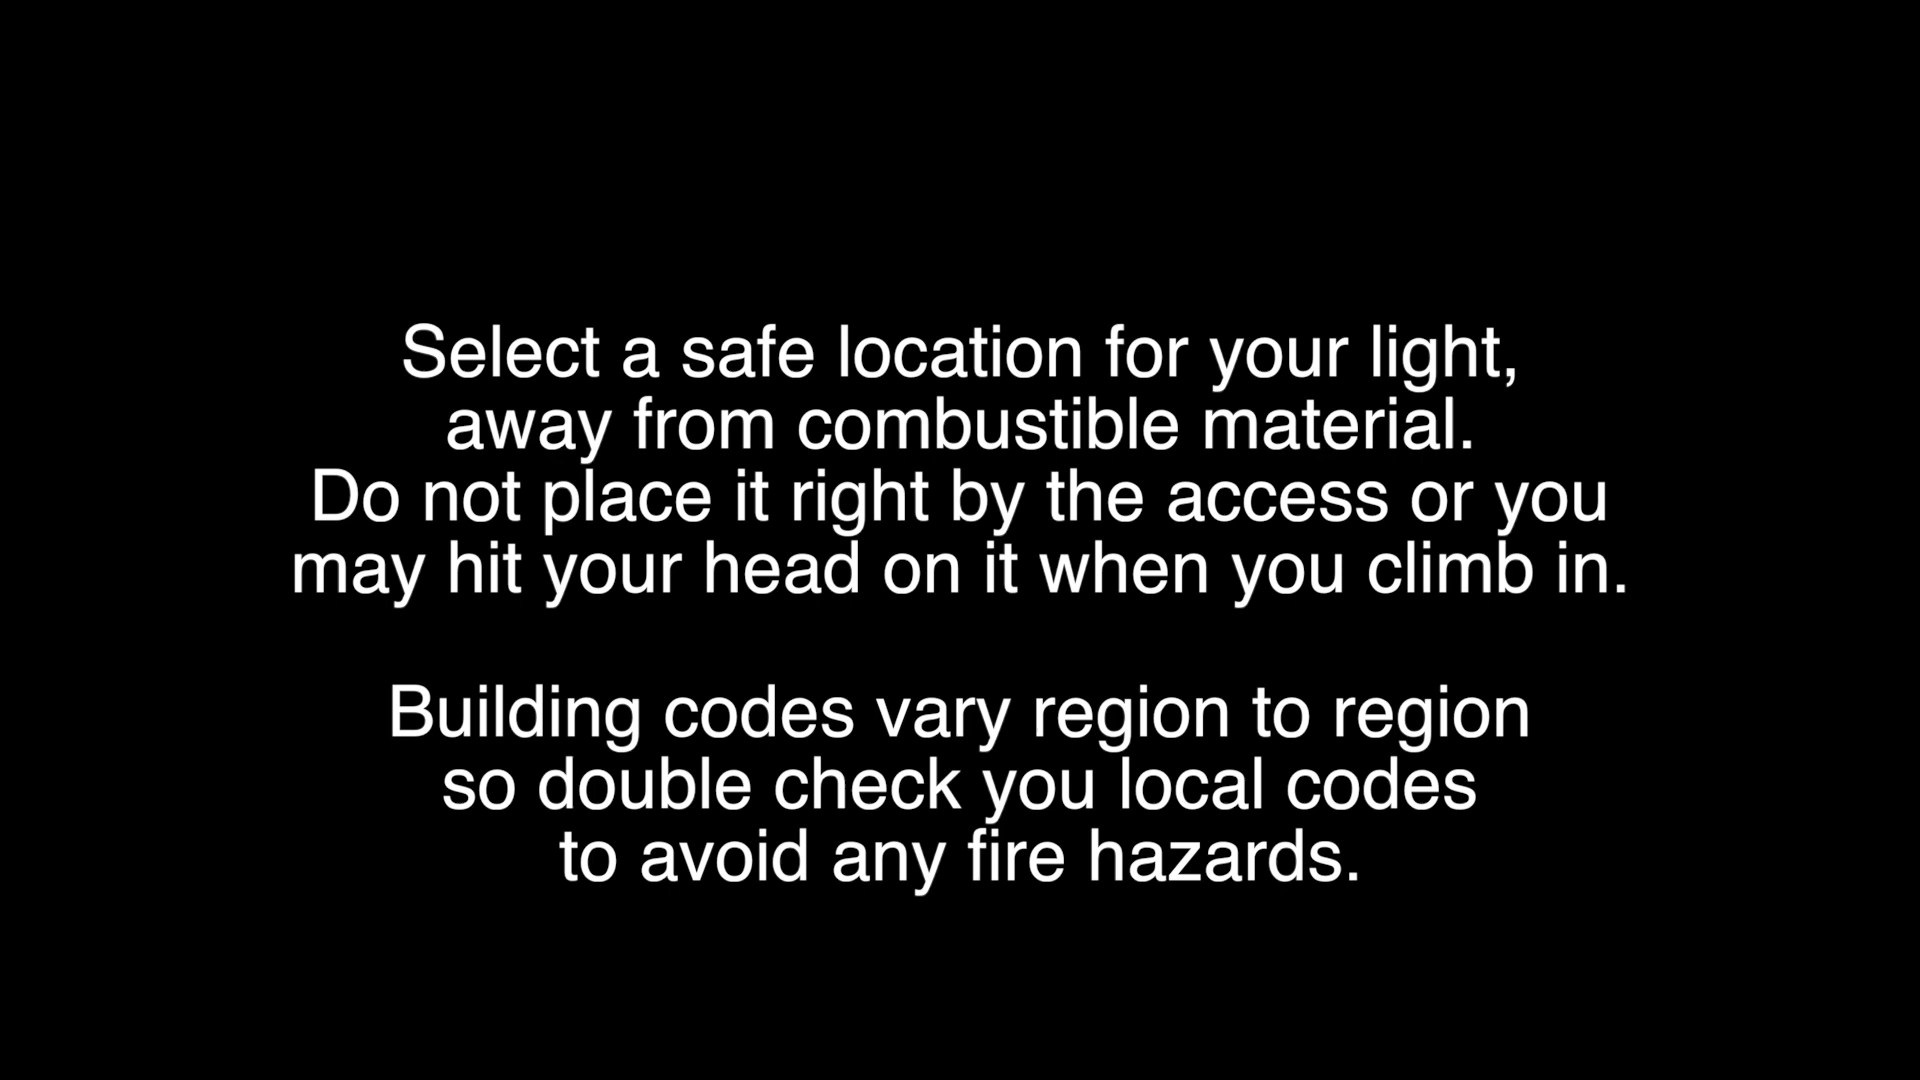 Select a safe location for your light,
away from combustible material.
Do not place it right by the access or you
may hit your head on it when you climb in.
Building codes vary region to region
so double check you local codes
to avoid any fire hazards.